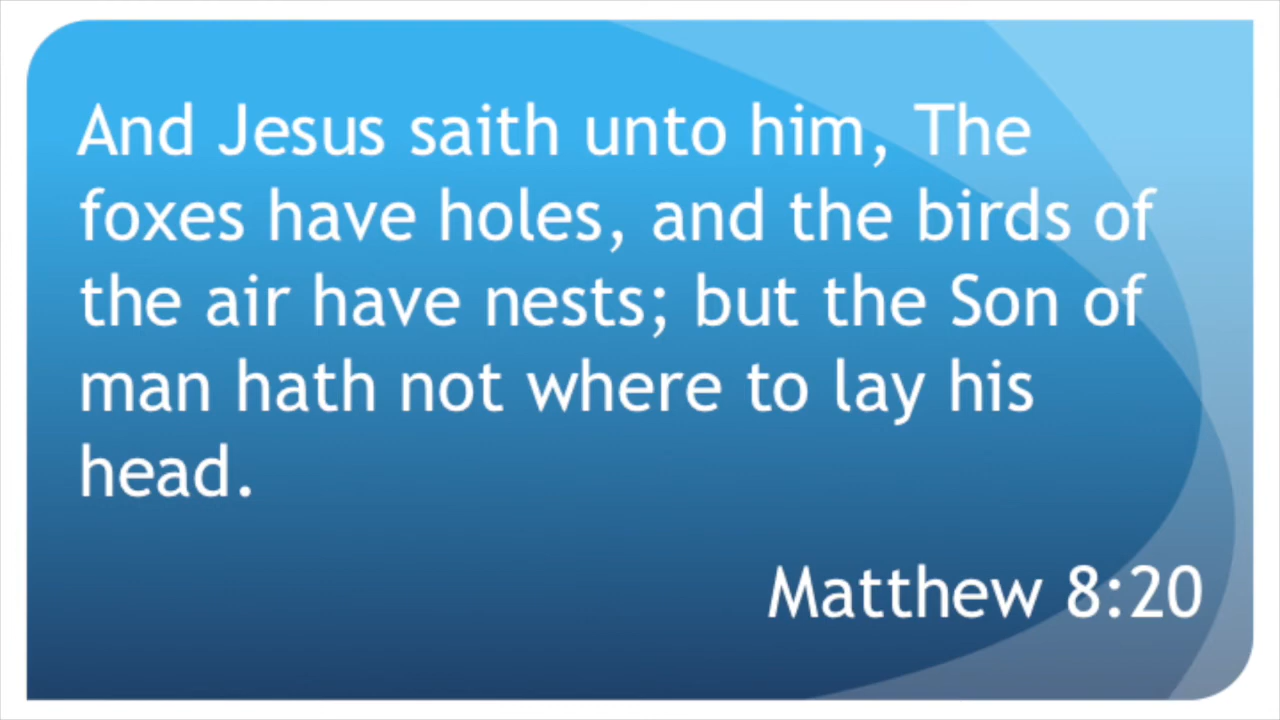 And Jesus saith unto him, The
foxes have holes, and the birds of
the air have nests; but the Son of
man hath not where to lay his
head.
Matthew 8:20